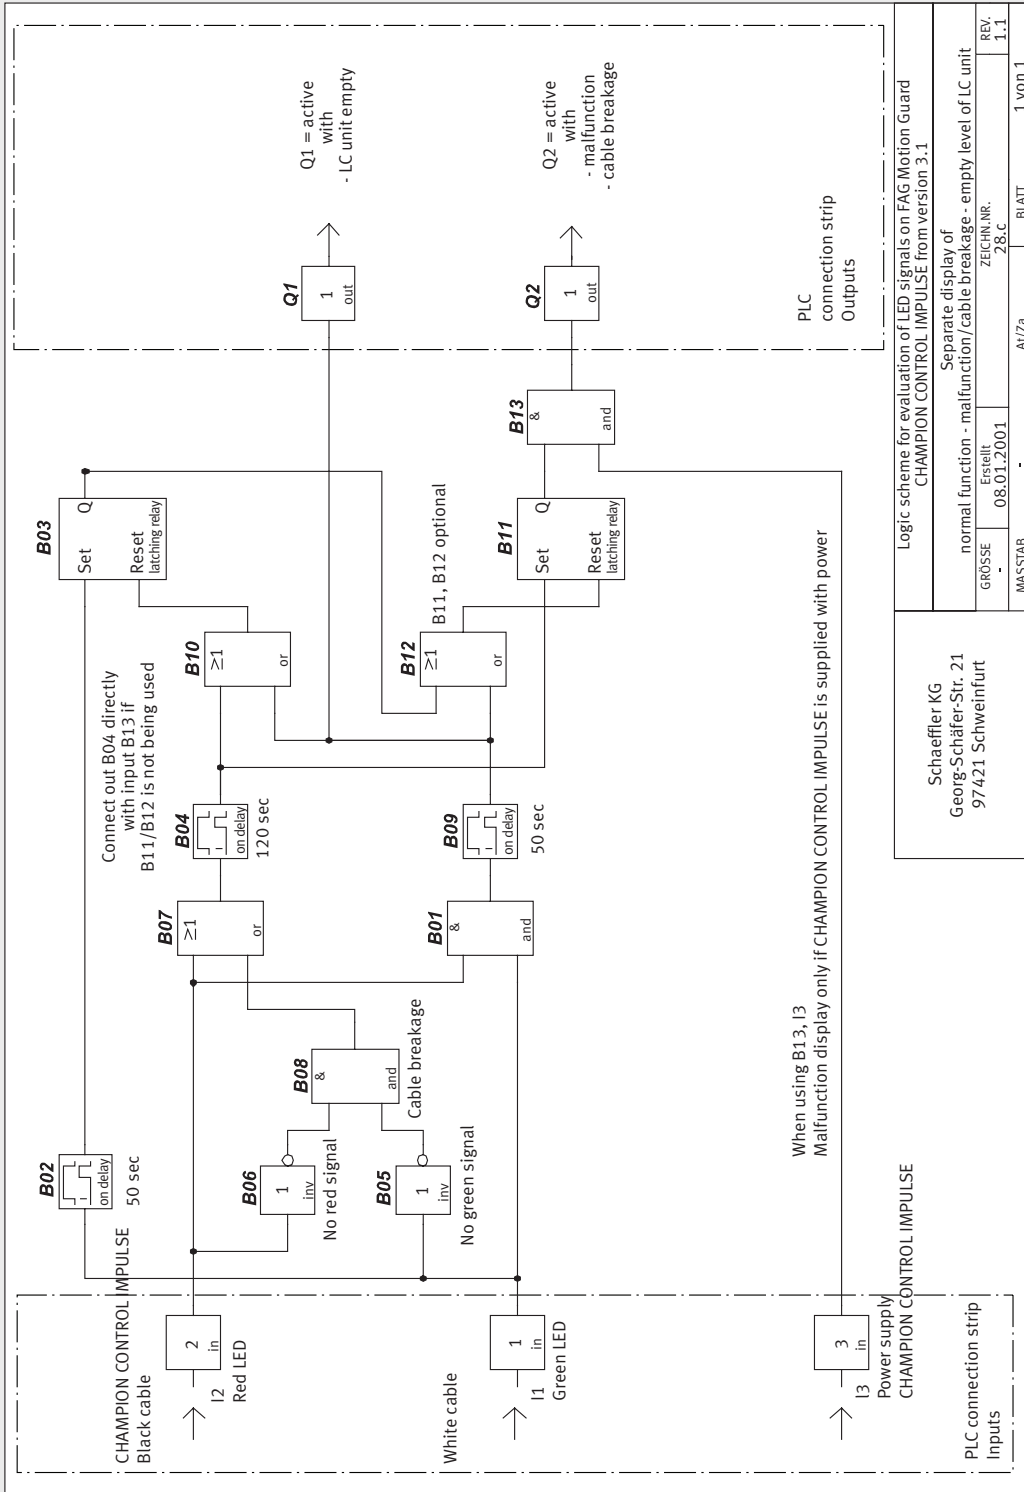 CHAMPION CONTROL IMPULSE
Black cable
2
in
I2
Red LED
White cable
1
in
I1
Green LED
3
in
I3
Power supply
CHAMPION CONTROL IMPULSE
PLC connection strip
Inputs
B02
on delay
50 sec
B06
1
inv
No red signal
B05
1
inv
No green signal
B08
&
and
Cable breakage
B07
≥1
or
B01
&
and
B04
on delay
120 sec
B09
on delay
50 sec
Connect out B04 directly
with input B13 if
B11/B12 is not being used
B10
≥1
or
B12
≥1
or
B11, B12 optional
B03
Set
Q
Reset
latching relay
B11
Set
Q
Reset
latching relay
B13
&
and
When using B13, I3
Malfunction display only if CHAMPION CONTROL IMPULSE is supplied with power
Q1
1
out
Q1 = active
with
- LC unit empty
Q2
1
out
Q2 = active
with
- malfunction
- cable breakage
PLC
connection strip
Outputs
Schaeffler KG
Georg-Schäfer-Str. 21
97421 Schweinfurt
Logic scheme for evaluation of LED signals on FAG Motion Guard
CHAMPION CONTROL IMPULSE from version 3.1
Separate display of
normal function - malfunction/cable breakage - empty level of LC unit
GRÖSSE
-
Erstellt
08.01.2001
ZEICHN.NR.
28.c
REV.
1.1
MASSTAB
-
At/Za
BLATT
1 von 1